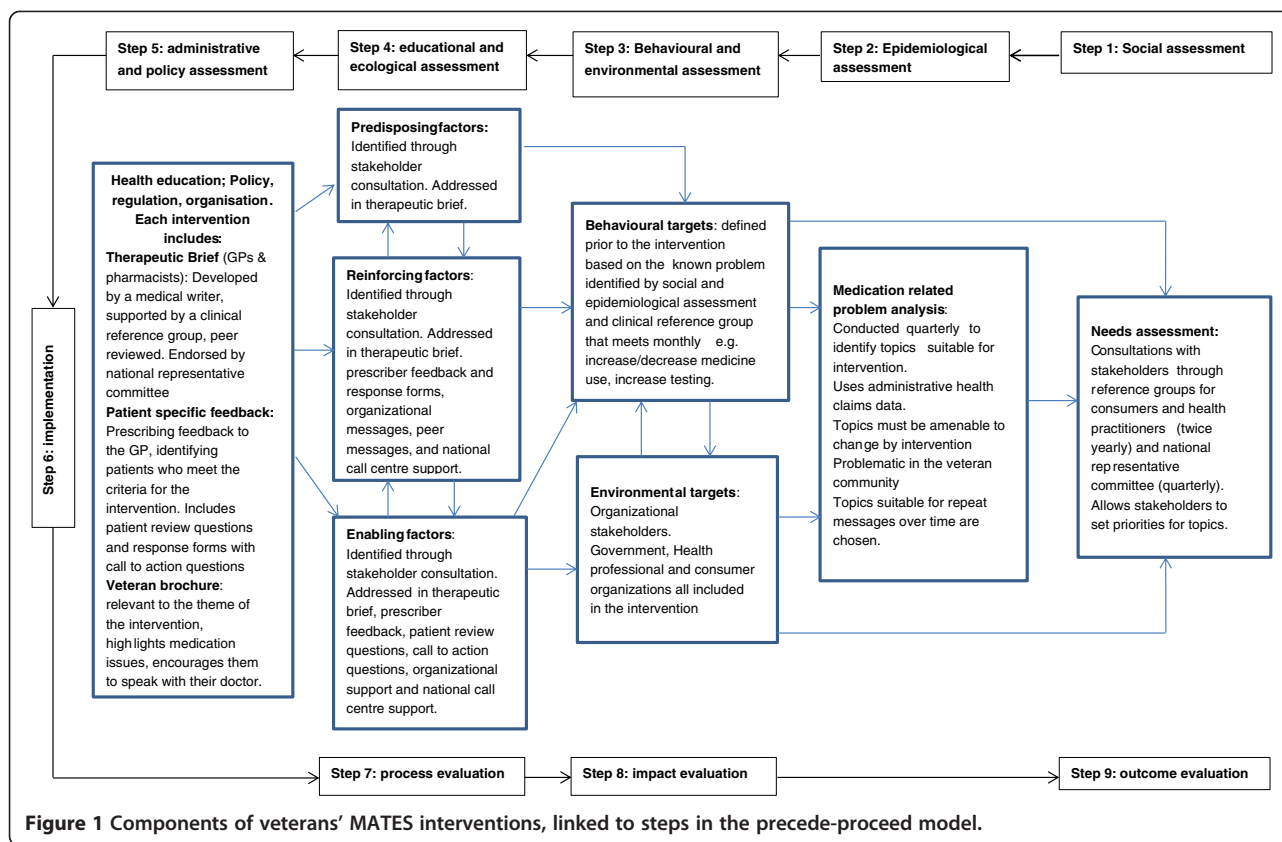 Step 5: administrative
and policy assessment
Step 4: educational and
ecological assessment
Step 3: Behavioural and
environmental assessment
Step 2: Epidemiological
assessment
Step 1: Social assessment
Health education; Policy,
regulation, organisation.
Each intervention
includes:
Therapeutic Brief (GPs &
pharmacists): Developed
by a medical writer,
supported by a clinical
reference group, peer
reviewed. Endorsed by
national representative
committee
Patient specific feedback:
Prescribing feedback to
the GP, identifying
patients who meet the
criteria for the
intervention. Includes
patient review questions
and response forms with
call to action questions
Veteran brochure:
relevant to the theme of
the intervention,
highlights medication
issues, encourages them
to speak with their doctor.
Predisposing factors:
Identified through
stakeholder
consultation. Addressed
in therapeutic brief.
Reinforcing factors:
Identified through
stakeholder
consultation. Addressed
in therapeutic brief.
prescriber feedback and
response forms,
organizational
messages, peer
messages, and national
call centre support.
Enabling factors:
Identified through
stakeholder consultation.
Addressed in therapeutic
brief, prescriber
feedback, patient review
questions, call to action
questions, organizational
support and national call
centre support.
Behavioural targets: defined
prior to the intervention
based on the known problem
identified by social and
epidemiological assessment
and clinical reference group
that meets monthly e.g.
increase/decrease medicine
use, increase testing.
Environmental targets:
Organizational
stakeholders.
Government, Health
professional and consumer
organizations all included
in the intervention
Medication related
problem analysis:
Conducted quarterly to
identify topics suitable for
intervention.
Uses administrative health
claims data.
Topics must be amenable to
change by intervention
Problematic in the veteran
community
Topics suitable for repeat
messages over time are
chosen.
Needs assessment:
Consultations with
stakeholders through
reference groups for
consumers and health
practitioners (twice
yearly) and national
representative
committee (quarterly).
Allows stakeholders to
set priorities for topics.
Step 6: implementation
Step 7: process evaluation
Step 8: impact evaluation
Step 9: outcome evaluation
Figure 1 Components of veterans' MATES interventions, linked to steps in the precede-proceed model.